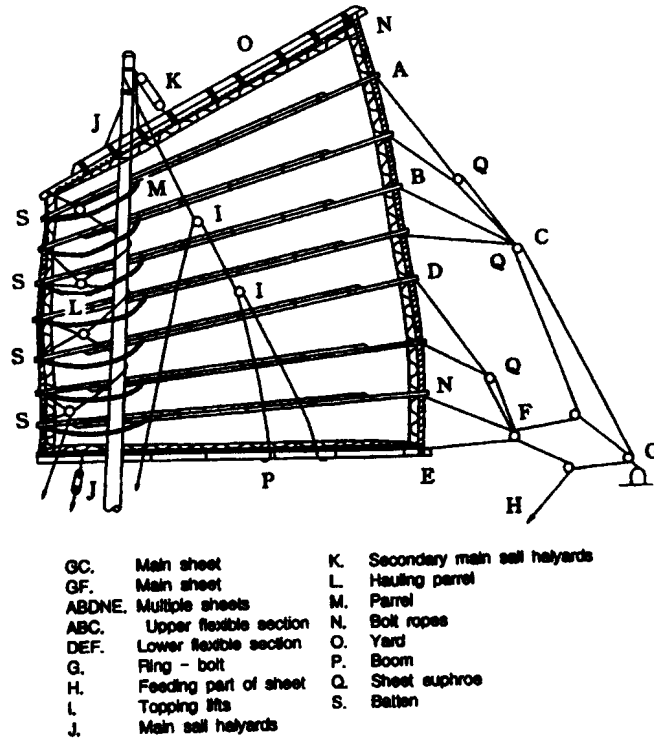 O
N
K
A
J
Q
M
B
S
I
C
Q
S
I
D
L
S
Q
N
F
S
G
J
P
E
H
GC. Main sheet
GF. Main sheet
ABDNE. Multiple sheets
ABC. Upper flexible section
DEF. Lower flexible section
G. Ring - bolt
H. Feeding part of sheet
I. Topping lifts
J. Main sail halyards
K. Secondary main sail halyards
L. Hauling parrel
M. Parrel
N. Bolt ropes
O. Yard
P. Boom
Q. Sheet euphroe
S. Batten